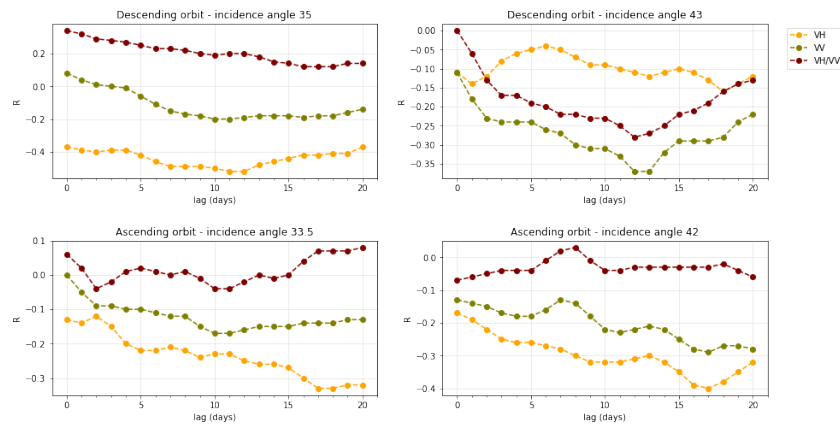 Descending orbit - incidence angle 35
0.2
0.0
−0.2
−0.4
R
0
5
10
15
20
lag (days)
Descending orbit - incidence angle 43
0.00
−0.05
−0.10
−0.15
−0.20
−0.25
−0.30
−0.35
R
0
5
10
15
20
lag (days)
VH
VV
VH/VV
Ascending orbit - incidence angle 33.5
0.1
0.0
−0.1
−0.2
−0.3
R
0
5
10
15
20
lag (days)
Ascending orbit - incidence angle 42
0.0
−0.1
−0.2
−0.3
−0.4
R
0
5
10
15
20
lag (days)